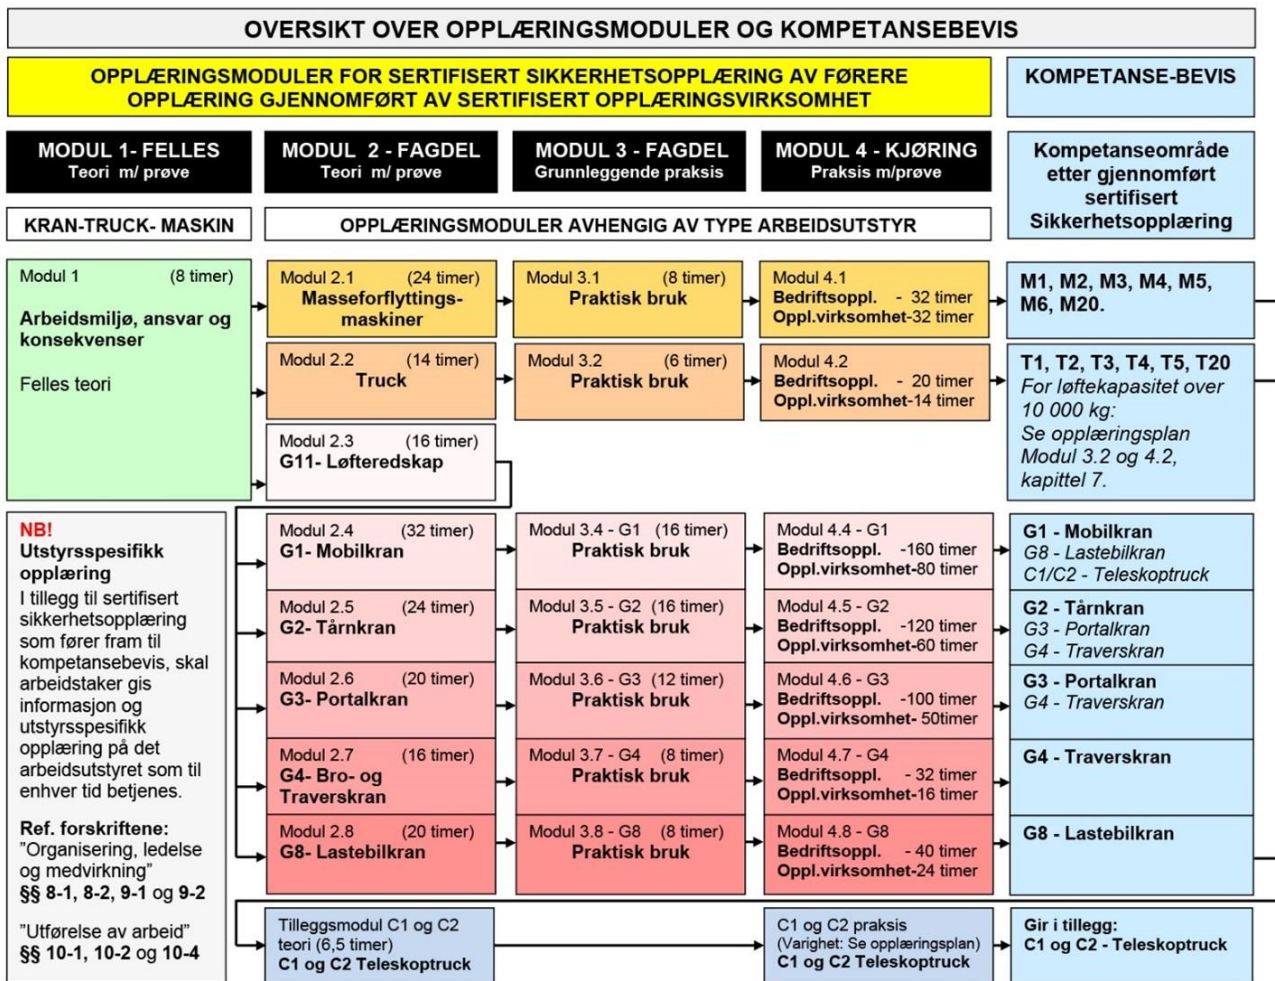 OVERSIKT OVER OPPLÆRINGSMODULER OG KOMPETANSEBEVIS
OPPLÆRINGSMODULER FOR SERTIFISERT SIKKERHETSOPPLÆRING AV FØRERE
OPPLÆRING GJENNOMFØRT AV SERTIFISERT OPPLÆRINGSVIRKSOMHET
KOMPETANSE-BEVIS
MODUL 1- FELLES
Teori m/ prøve
MODUL 2 - FAGDEL
Teori m/ prøve
MODUL 3 - FAGDEL
Grunnleggende praksis
MODUL 4 - KJØRING
Praksis m/prøve
Kompetanseområde
etter gjennomført
sertifisert
Sikkerhetsopplæring
KRAN-TRUCK- MASKIN
OPPLÆRINGSMODULER AVHENGIG AV TYPE ARBEIDSUTSTYR
Modul 1 (8 timer)
Arbeidsmiljø, ansvar og
konsekvenser
Felles teori
Modul 2.1 (24 timer)
Masseforflyttings-
maskiner
Modul 3.1 (8 timer)
Praktisk bruk
Modul 4.1
Bedriftsoppl. - 32 timer
Oppl.virksomhet-32 timer
M1, M2, M3, M4, M5,
M6, M20.
Modul 2.2 (14 timer)
Truck
Modul 3.2 (6 timer)
Praktisk bruk
Modul 4.2
Bedriftsoppl. - 20 timer
Oppl.virksomhet-14 timer
T1, T2, T3, T4, T5, T20
For løftekapasitet over
10 000 kg:
Se opplæringsplan
Modul 3.2 og 4.2,
kapittel 7.
Modul 2.3 (16 timer)
G11- Løfteredskap
NB!
Utstyrsspesifikk
opplæring
I tillegg til sertifisert
sikkerhetsopplæring
som fører fram til
kompetansebevis, skal
arbeidstaker gis
informasjon og
utstyrsspesifikk
opplæring på det
arbeidsutstyret som til
enhver tid betjenes.
Ref. forskriftene:
"Organisering, ledelse
og medvirkning"
§§ 8-1, 8-2, 9-1 og 9-2
"Utførelse av arbeid"
§§ 10-1, 10-2 og 10-4
Modul 2.4 (32 timer)
G1- Mobilkran
Modul 3.4 - G1 (16 timer)
Praktisk bruk
Modul 4.4 - G1
Bedriftsoppl. -160 timer
Oppl.virksomhet-80 timer
G1 - Mobilkran
G8 - Lastebilkran
C1/C2 - Teleskoptruck
Modul 2.5 (24 timer)
G2- Tårnkran
Modul 3.5 - G2 (16 timer)
Praktisk bruk
Modul 4.5 - G2
Bedriftsoppl. -120 timer
Oppl.virksomhet-60 timer
G2 - Tårnkran
G3 - Portalkran
G4 - Traverskran
Modul 2.6 (20 timer)
G3- Portalkran
Modul 3.6 - G3 (12 timer)
Praktisk bruk
Modul 4.6 - G3
Bedriftsoppl. -100 timer
Oppl.virksomhet- 50timer
G3 - Portalkran
G4 - Traverskran
Modul 2.7 (16 timer)
G4- Bro- og
Traverskran
Modul 3.7 - G4 (8 timer)
Praktisk bruk
Modul 4.7 - G4
Bedriftsoppl. - 32 timer
Oppl.virksomhet-16 timer
G4 - Traverskran
Modul 2.8 (20 timer)
G8- Lastebilkran
Modul 3.8 - G8 (8 timer)
Praktisk bruk
Modul 4.8 - G8
Bedriftsoppl. - 40 timer
Oppl.virksomhet-24 timer
G8 - Lastebilkran
Tilleggsmodul C1 og C2
teori (6,5 timer)
C1 og C2 Teleskoptruck
C1 og C2 praksis
(Varighet: Se opplæringsplan)
C1 og C2 Teleskoptruck
Gir i tillegg:
C1 og C2 - Teleskoptruck